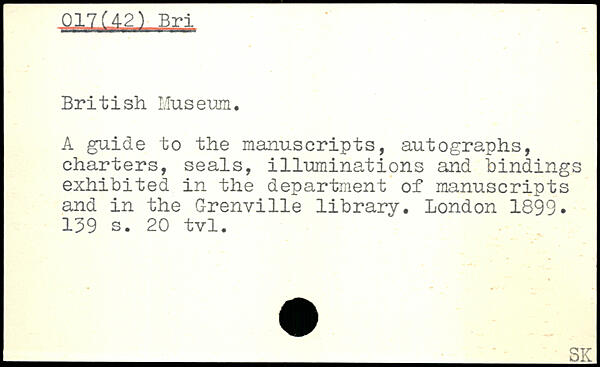 017(42) Bri
British Museum.
A guide to the manuscripts, autographs,
charters, seals, illuminations and bindings
exhibited in the department of manuscripts
and in the Grenville library. London 1899.
139 s. 20 tvl.
SK